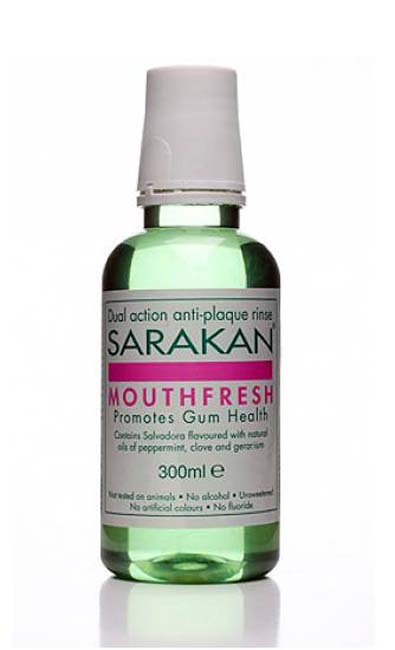 Dual action anti-plaque rinse
SARAKAN®
MOUTHFRESH
Promotes Gum Health
Contains Salvadora flavoured with natural
oils of peppermint, clove and geranium
300ml ℮
Not tested on animals • No alcohol • Unsweetened
No artificial colours • No fluoride.